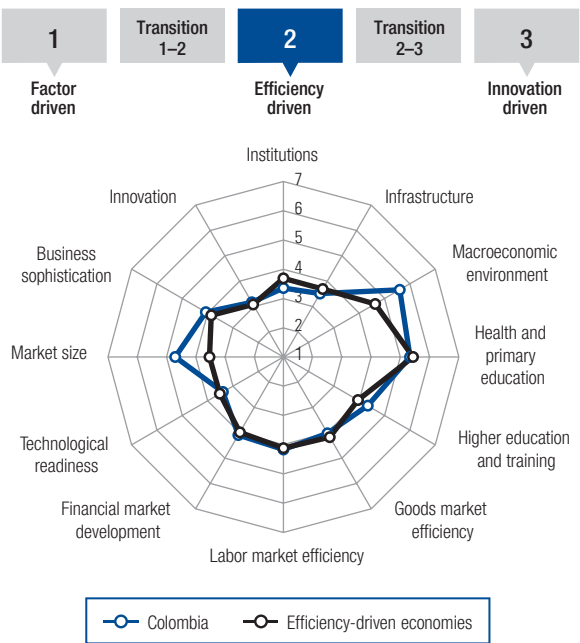 1
Transition
1–2
2
Transition
2–3
3
Factor
driven
Efficiency
driven
Innovation
driven
Institutions
Infrastructure
Macroeconomic
environment
Health and
primary
education
Higher education
and training
Goods market
efficiency
Labor market efficiency
Financial market
development
Technological
readiness
Market size
Business
sophistication
Innovation
7
6
5
4
3
2
1
Colombia
Efficiency-driven economies